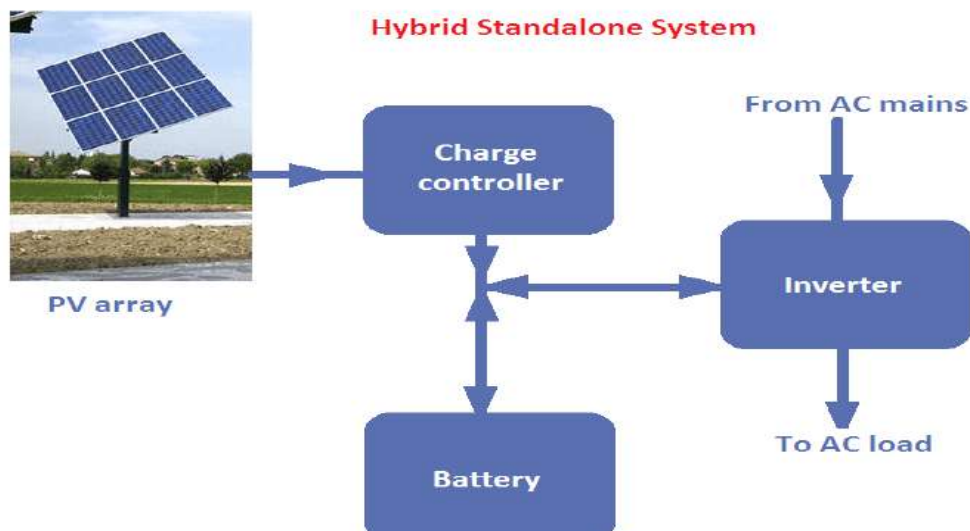 Hybrid Standalone System
From AC mains
Charge
controller
PV array
Inverter
To AC load
Battery